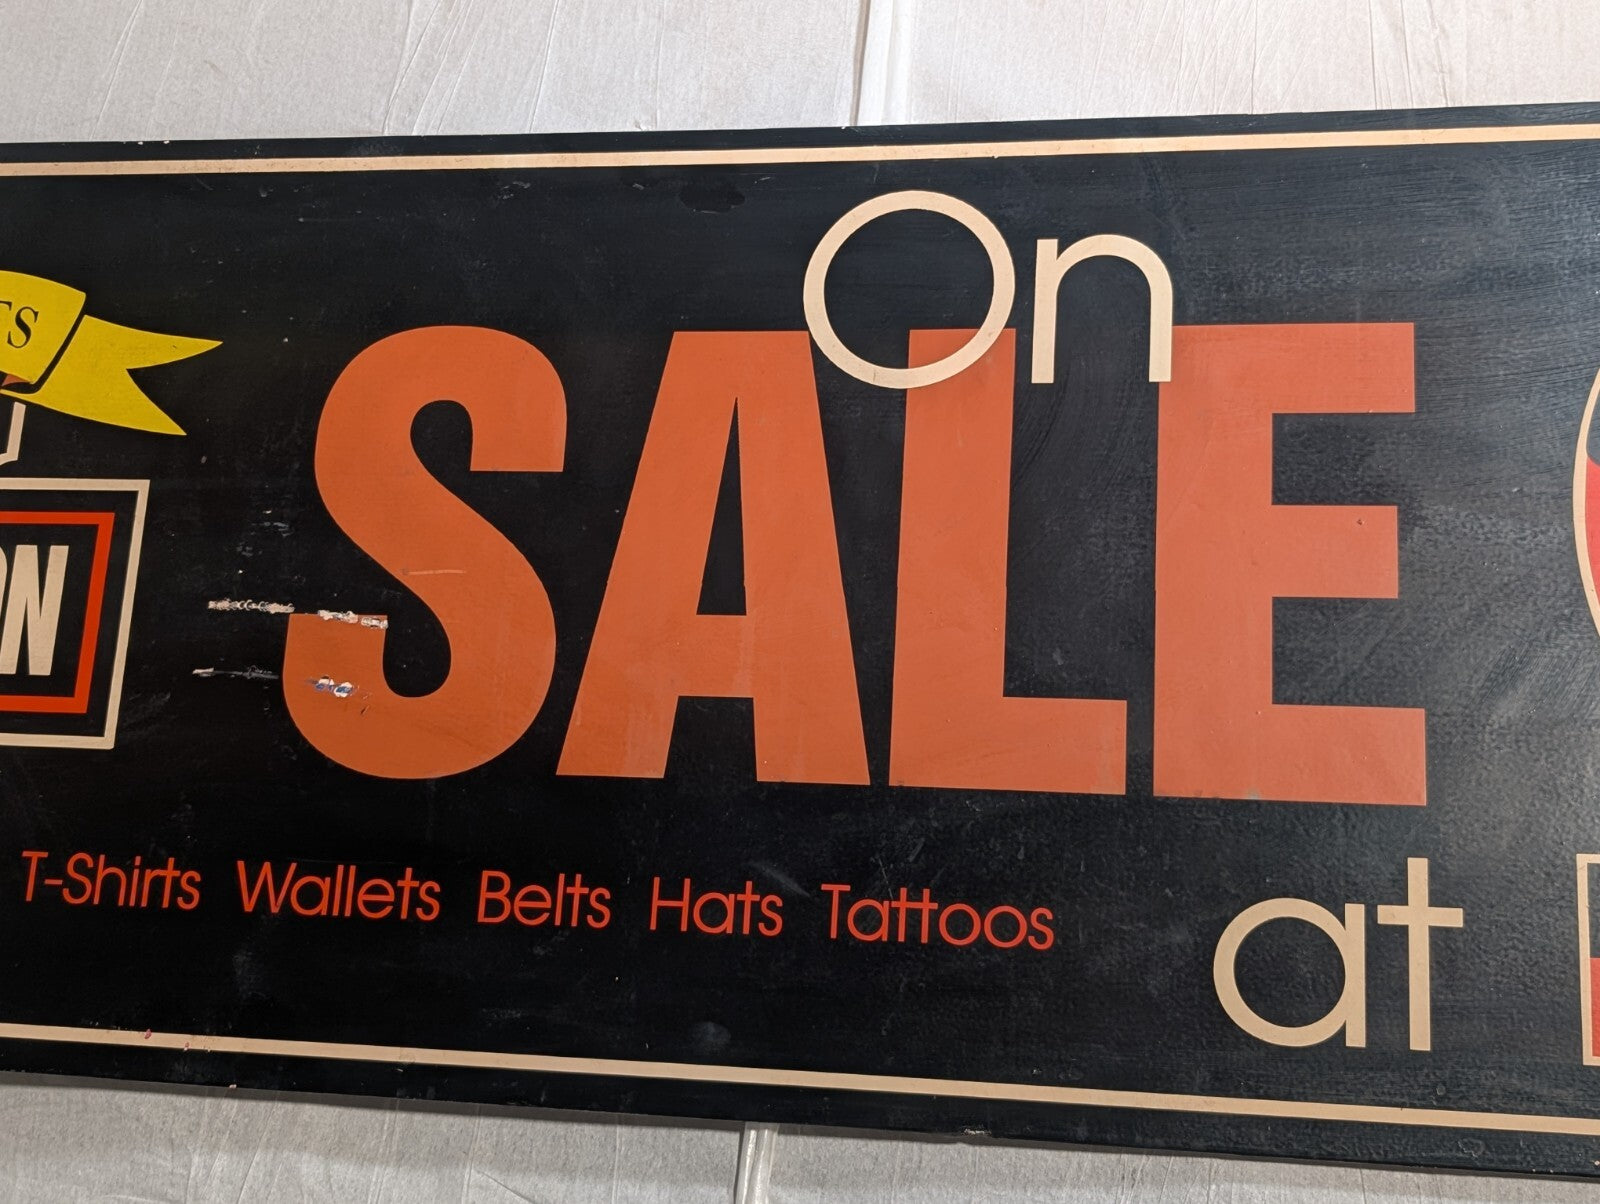 On
SALE
T-Shirts Wallets Belts Hats Tattoos
at